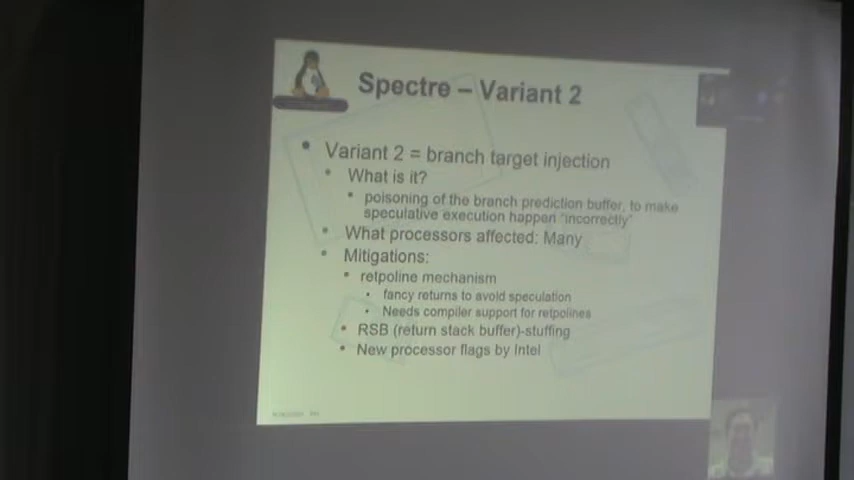 Spectre – Variant 2
• Variant 2 = branch target injection
• What is it?
• poisoning of the branch prediction buffer, to make
speculative execution happen "incorrectly"
• What processors affected: Many
• Mitigations:
• retpoline mechanism
• fancy returns to avoid speculation
• Needs compiler support for retpolines
• RSB (return stack buffer)-stuffing
• New processor flags by Intel